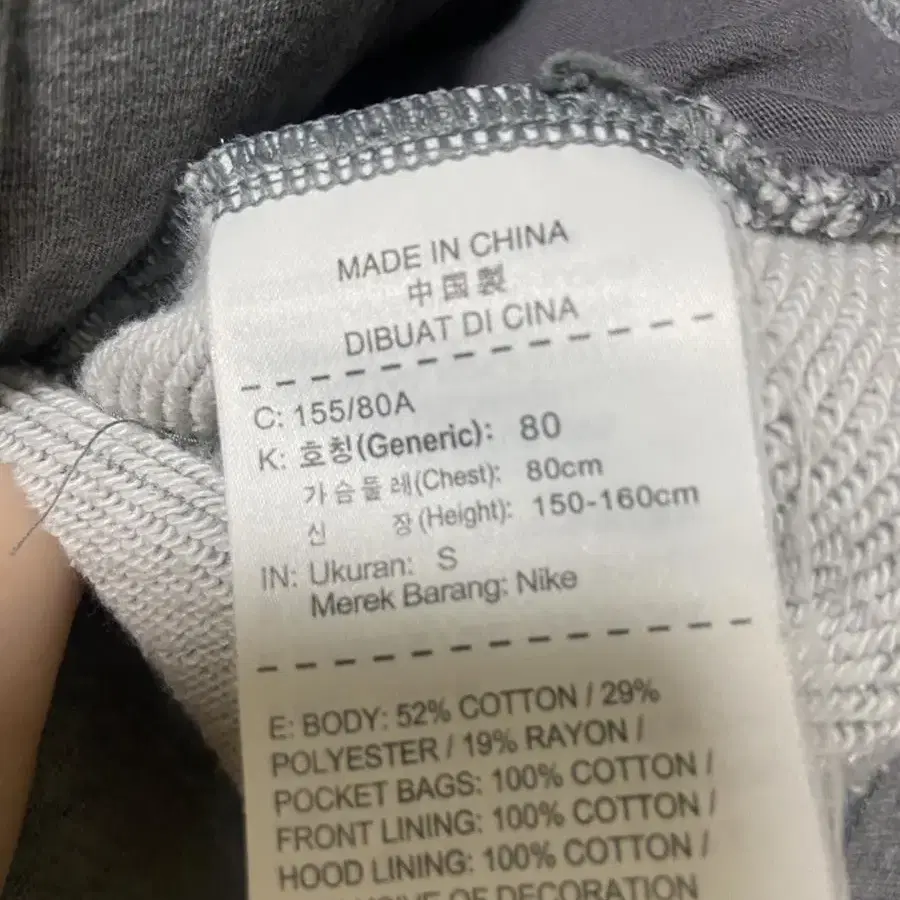 MADE IN CHINA
中国製
DIBUAT DI CINA
C: 155/80A
K: 호칭(Generic): 80
가슴둘레(Chest): 80cm
신 장(Height): 150-160cm
IN: Ukuran: S
Merek Barang: Nike
E: BODY: 52% COTTON / 29%
POLYESTER / 19% RAYON /
POCKET BAGS: 100% COTTON /
FRONT LINING: 100% COTTON /
HOOD LINING: 100% COTTON /
OF DECORATION